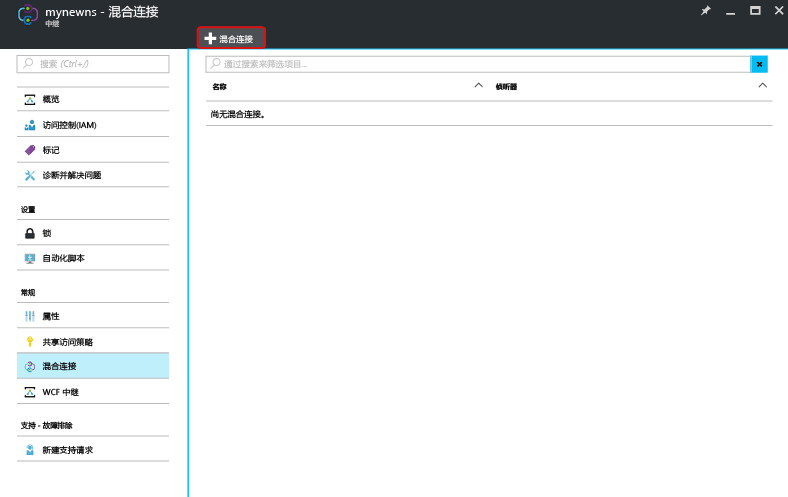 mynewns - 混合连接
中继
混合连接
搜索 (Ctrl+/)
概览
访问控制(IAM)
标记
诊断并解决问题
设置
锁
自动化脚本
常规
属性
共享访问策略
混合连接
WCF 中继
支持 - 故障排除
新建支持请求
通过搜索来筛选项目...
名称 侦听器
尚无混合连接。